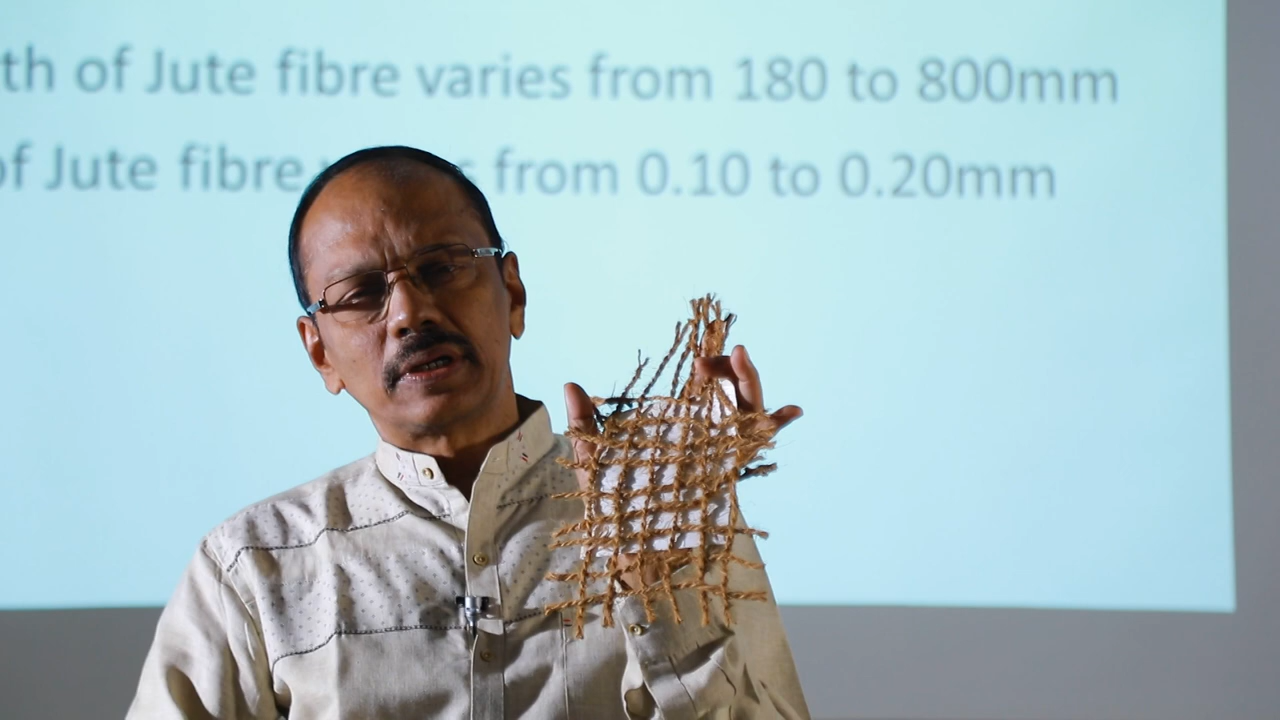 th of Jute fibre varies from 180 to 800mm
of Jute fibre from 0.10 to 0.20mm